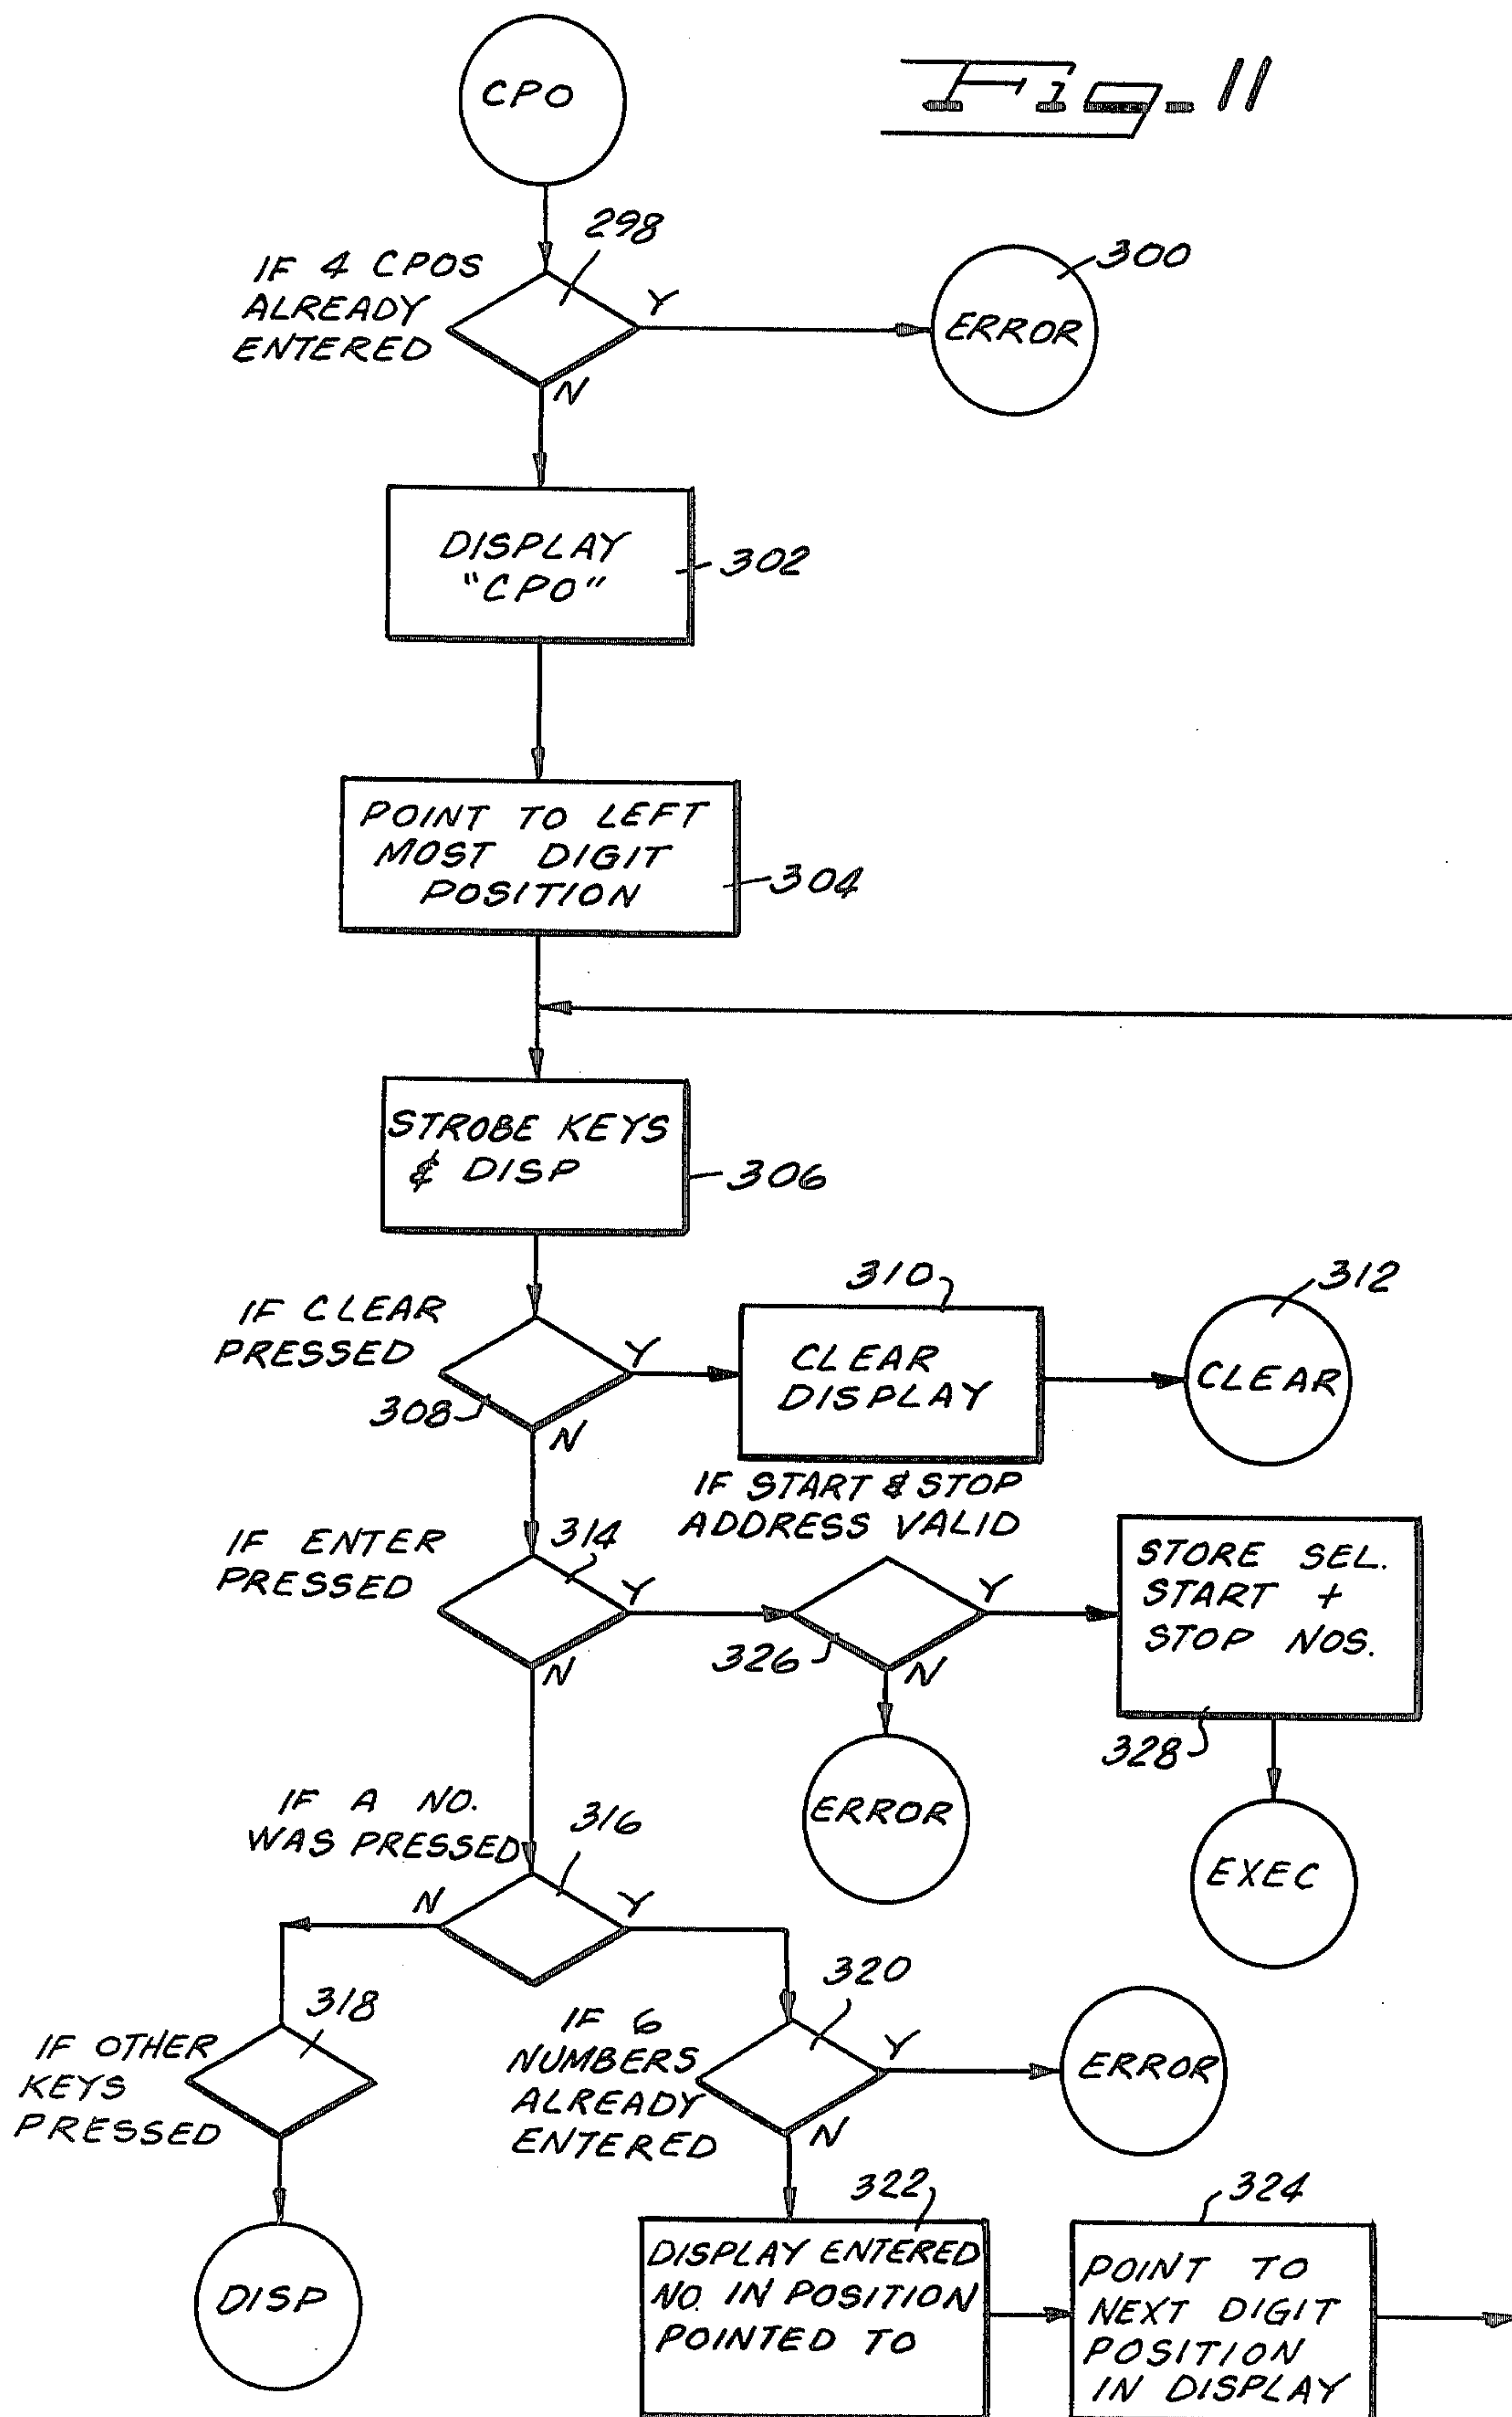 CPO
Fig. 11
298
IF 4 CPOS
ALREADY
ENTERED
Y
N
300
ERROR
DISPLAY
"CPO"
302
POINT TO LEFT
MOST DIGIT
POSITION
304
STROBE KEYS
& DISP
306
IF CLEAR
PRESSED
308
Y
N
310
CLEAR
DISPLAY
312
CLEAR
IF ENTER
PRESSED
314
Y
N
IF START & STOP
ADDRESS VALID
326
Y
N
STORE SEL.
START +
STOP NOS.
328
ERROR
EXEC
IF A NO.
WAS PRESSED
316
N
Y
318
IF OTHER
KEYS
PRESSED
DISP
320
IF 6
NUMBERS
ALREADY
ENTERED
Y
N
ERROR
322
DISPLAY ENTERED
NO. IN POSITION
POINTED TO
324
POINT TO
NEXT DIGIT
POSITION
IN DISPLAY